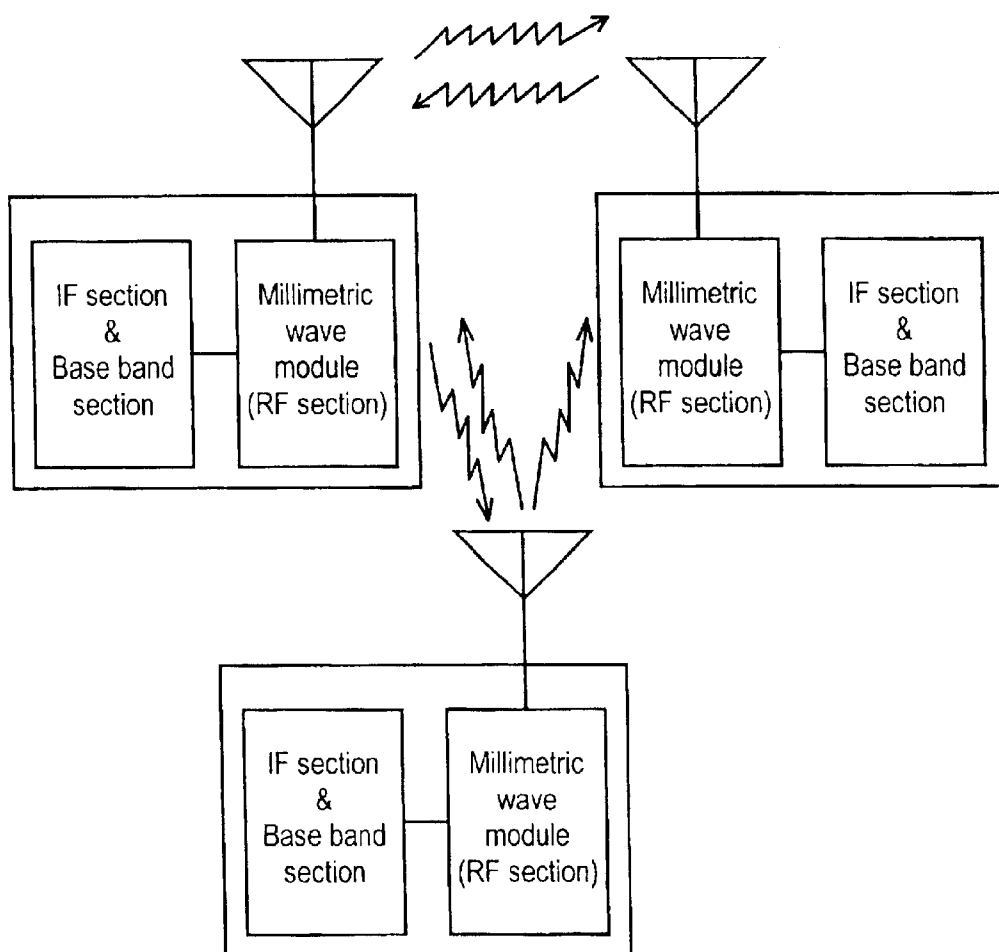 IF section
&
Base band
section
Millimetric
wave
module
(RF section)
Millimetric
wave
module
(RF section)
IF section
&
Base band
section
IF section
&
Base band
section
Millimetric
wave
module
(RF section)